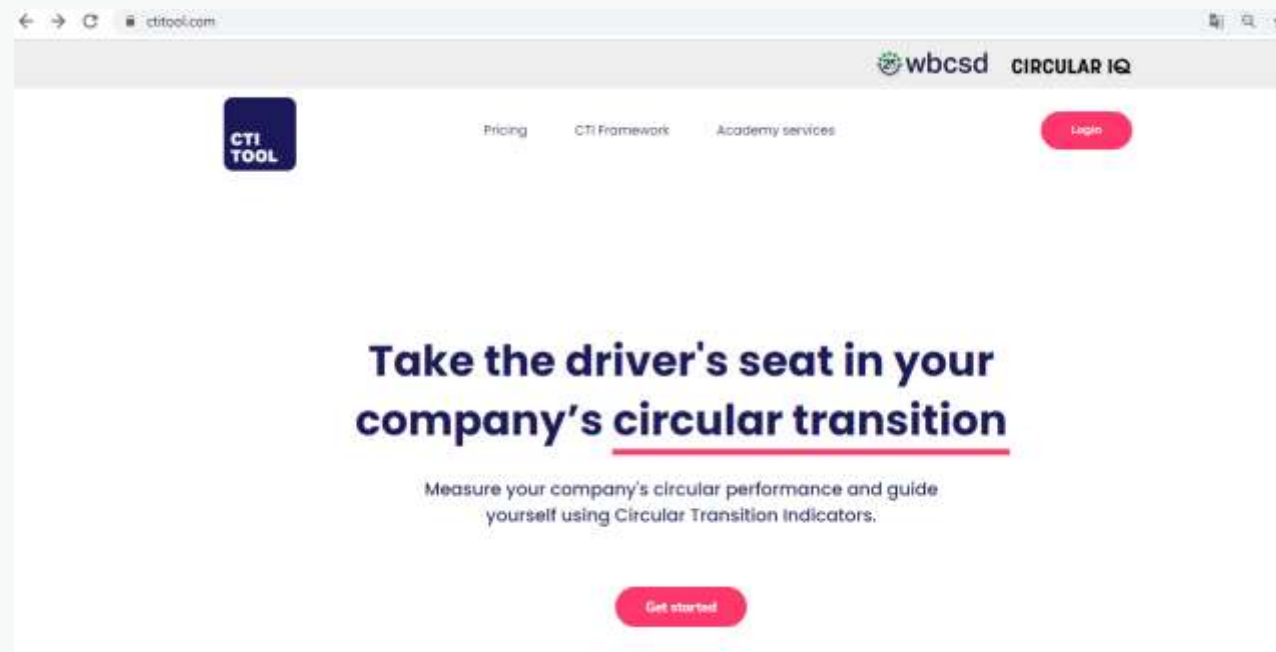 ctitool.com
wbcsd CIRCULAR IQ
CTI
TOOL
Pricing CTI Framework Academy services Login
Take the driver's seat in your
company’s circular transition
Measure your company's circular performance and guide
yourself using Circular Transition Indicators.
Get started